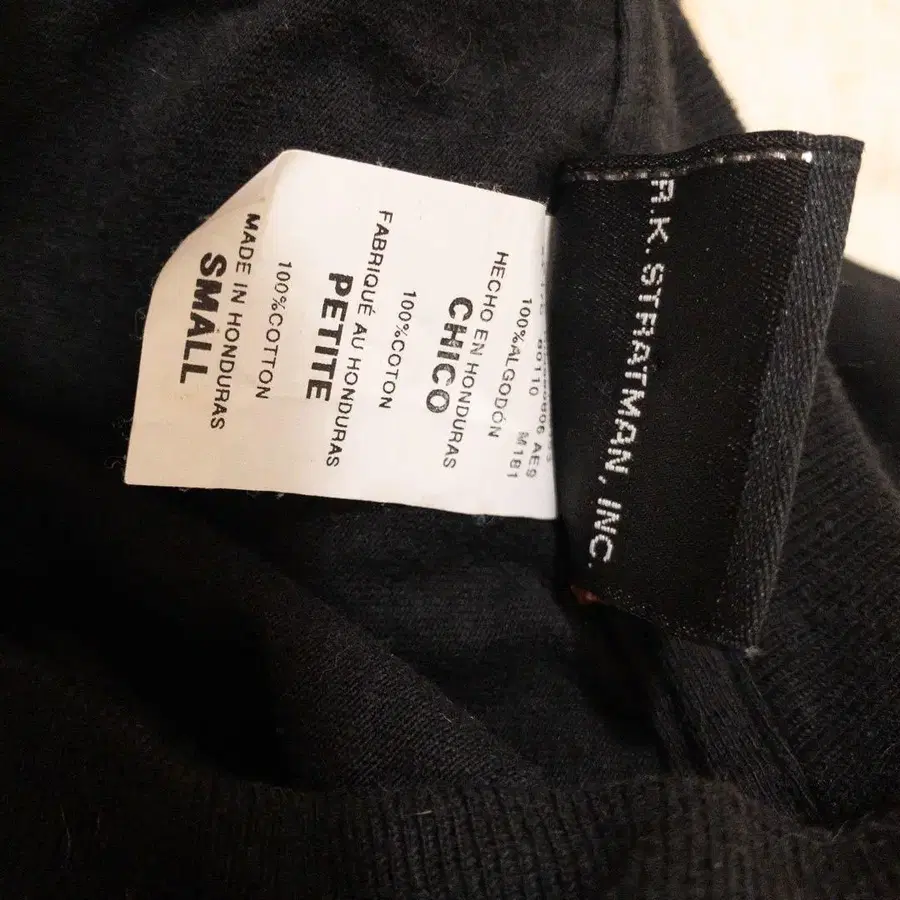 R.K. STRATMAN, INC.
M181
100%ALGODÓN
HECHO EN HONDURAS
CHICO
100%COTON
FABRIQUÉ AU HONDURAS
PETITE
100%COTTON
MADE IN HONDURAS
SMALL